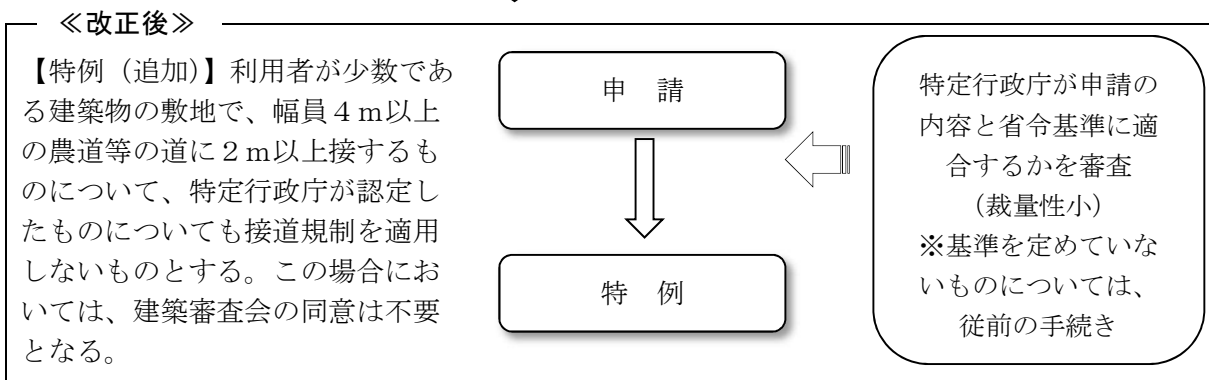 ≪改正後≫
【特例（追加）】利用者が少数であ
る建築物の敷地で、幅員４ｍ以上
の農道等の道に２ｍ以上接するも
のについて、特定行政庁が認定し
たものについても接道規制を適用
しないものとする。この場合にお
いては、建築審査会の同意は不要
となる。
申　請
特　例
特定行政庁が申請の
内容と省令基準に適
合するかを審査
（裁量性小）
※基準を定めていな
いものについては、
従前の手続き